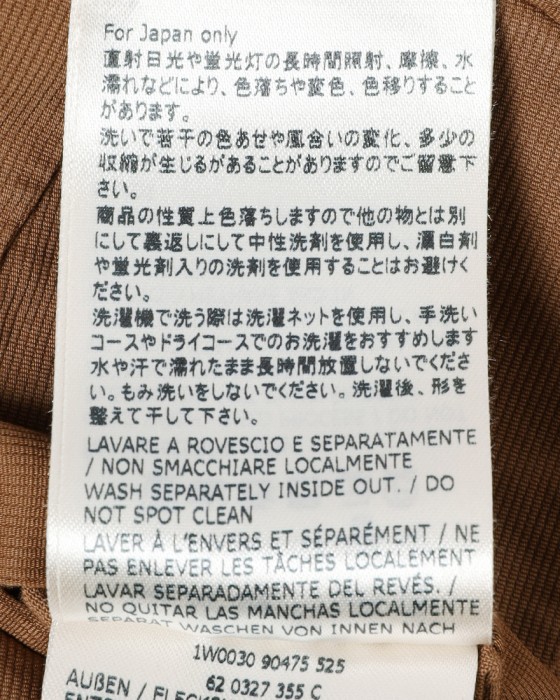 For Japan only
直射日光や蛍光灯の長時間照射、摩擦、水
濡れなどにより、色落ちや変色、色移りすること
があります。
洗いで若干の色あせや風合いの変化、多少の
収縮が生じるがあることがありますのでご留意下
さい。
商品の性質上色落ちしますので他の物とは別
にして裏返しにして中性洗剤を使用し、漂白剤
や蛍光剤入りの洗剤を使用することはお避けく
ださい。
洗濯機で洗う際は洗濯ネットを使用し、手洗い
コースやドライコースでのお洗濯をおすすめします
水や汗で濡れたまま長時間放置しないでくださ
い。もみ洗いをしないでください。洗濯後、形を
整えて干して下さい。
LAVARE A ROVESCIO E SEPARATAMENTE
/ NON SMACCHIARE LOCALMENTE
WASH SEPARATELY INSIDE OUT. / DO
NOT SPOT CLEAN
LAVER À L'ENVERS ET SÉPARÉMENT / NE
PAS ENLEVER LES TÂCHES LOCALEMENT
LAVAR SEPARADAMENTE DEL REVÉS. /
NO QUITAR LAS MANCHAS LOCALMENTE
SEPARAT WASCHEN VON INNEN NACH
1W0030 90475 525
62 0327 355 C
AUßEN /